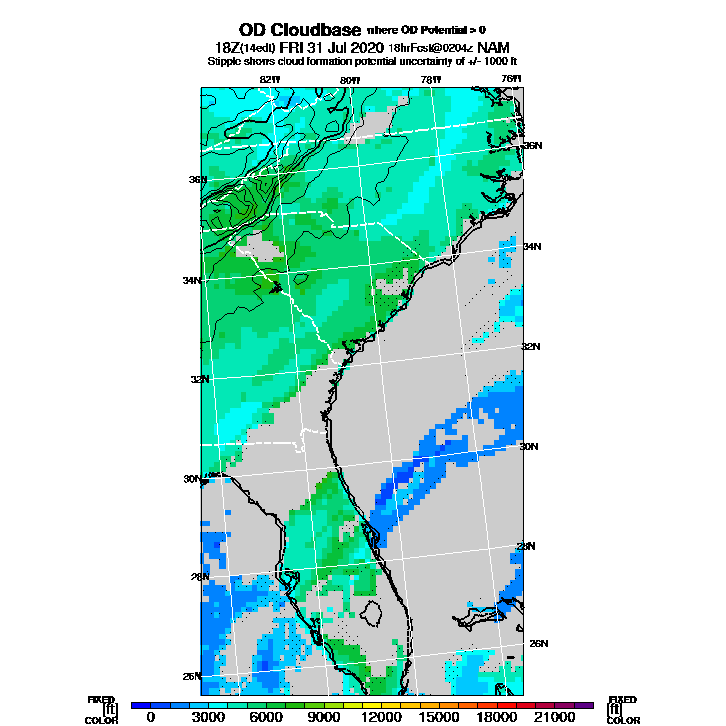 OD Cloudbase where OD Potential > 0
18Z(14edt) FRI 31 Jul 2020 18hrFcst@0204z NAM
Stipple shows cloud formation potential uncertainty of +/- 1000 ft
82W 80W 78W 76W
36N 36N
34N 34N
32N 32N
30N 30N
28N 28N
26N 26N
FIXED FIXED
[ft] 0 3000 6000 9000 12000 15000 18000 21000 [ft]
COLOR COLOR